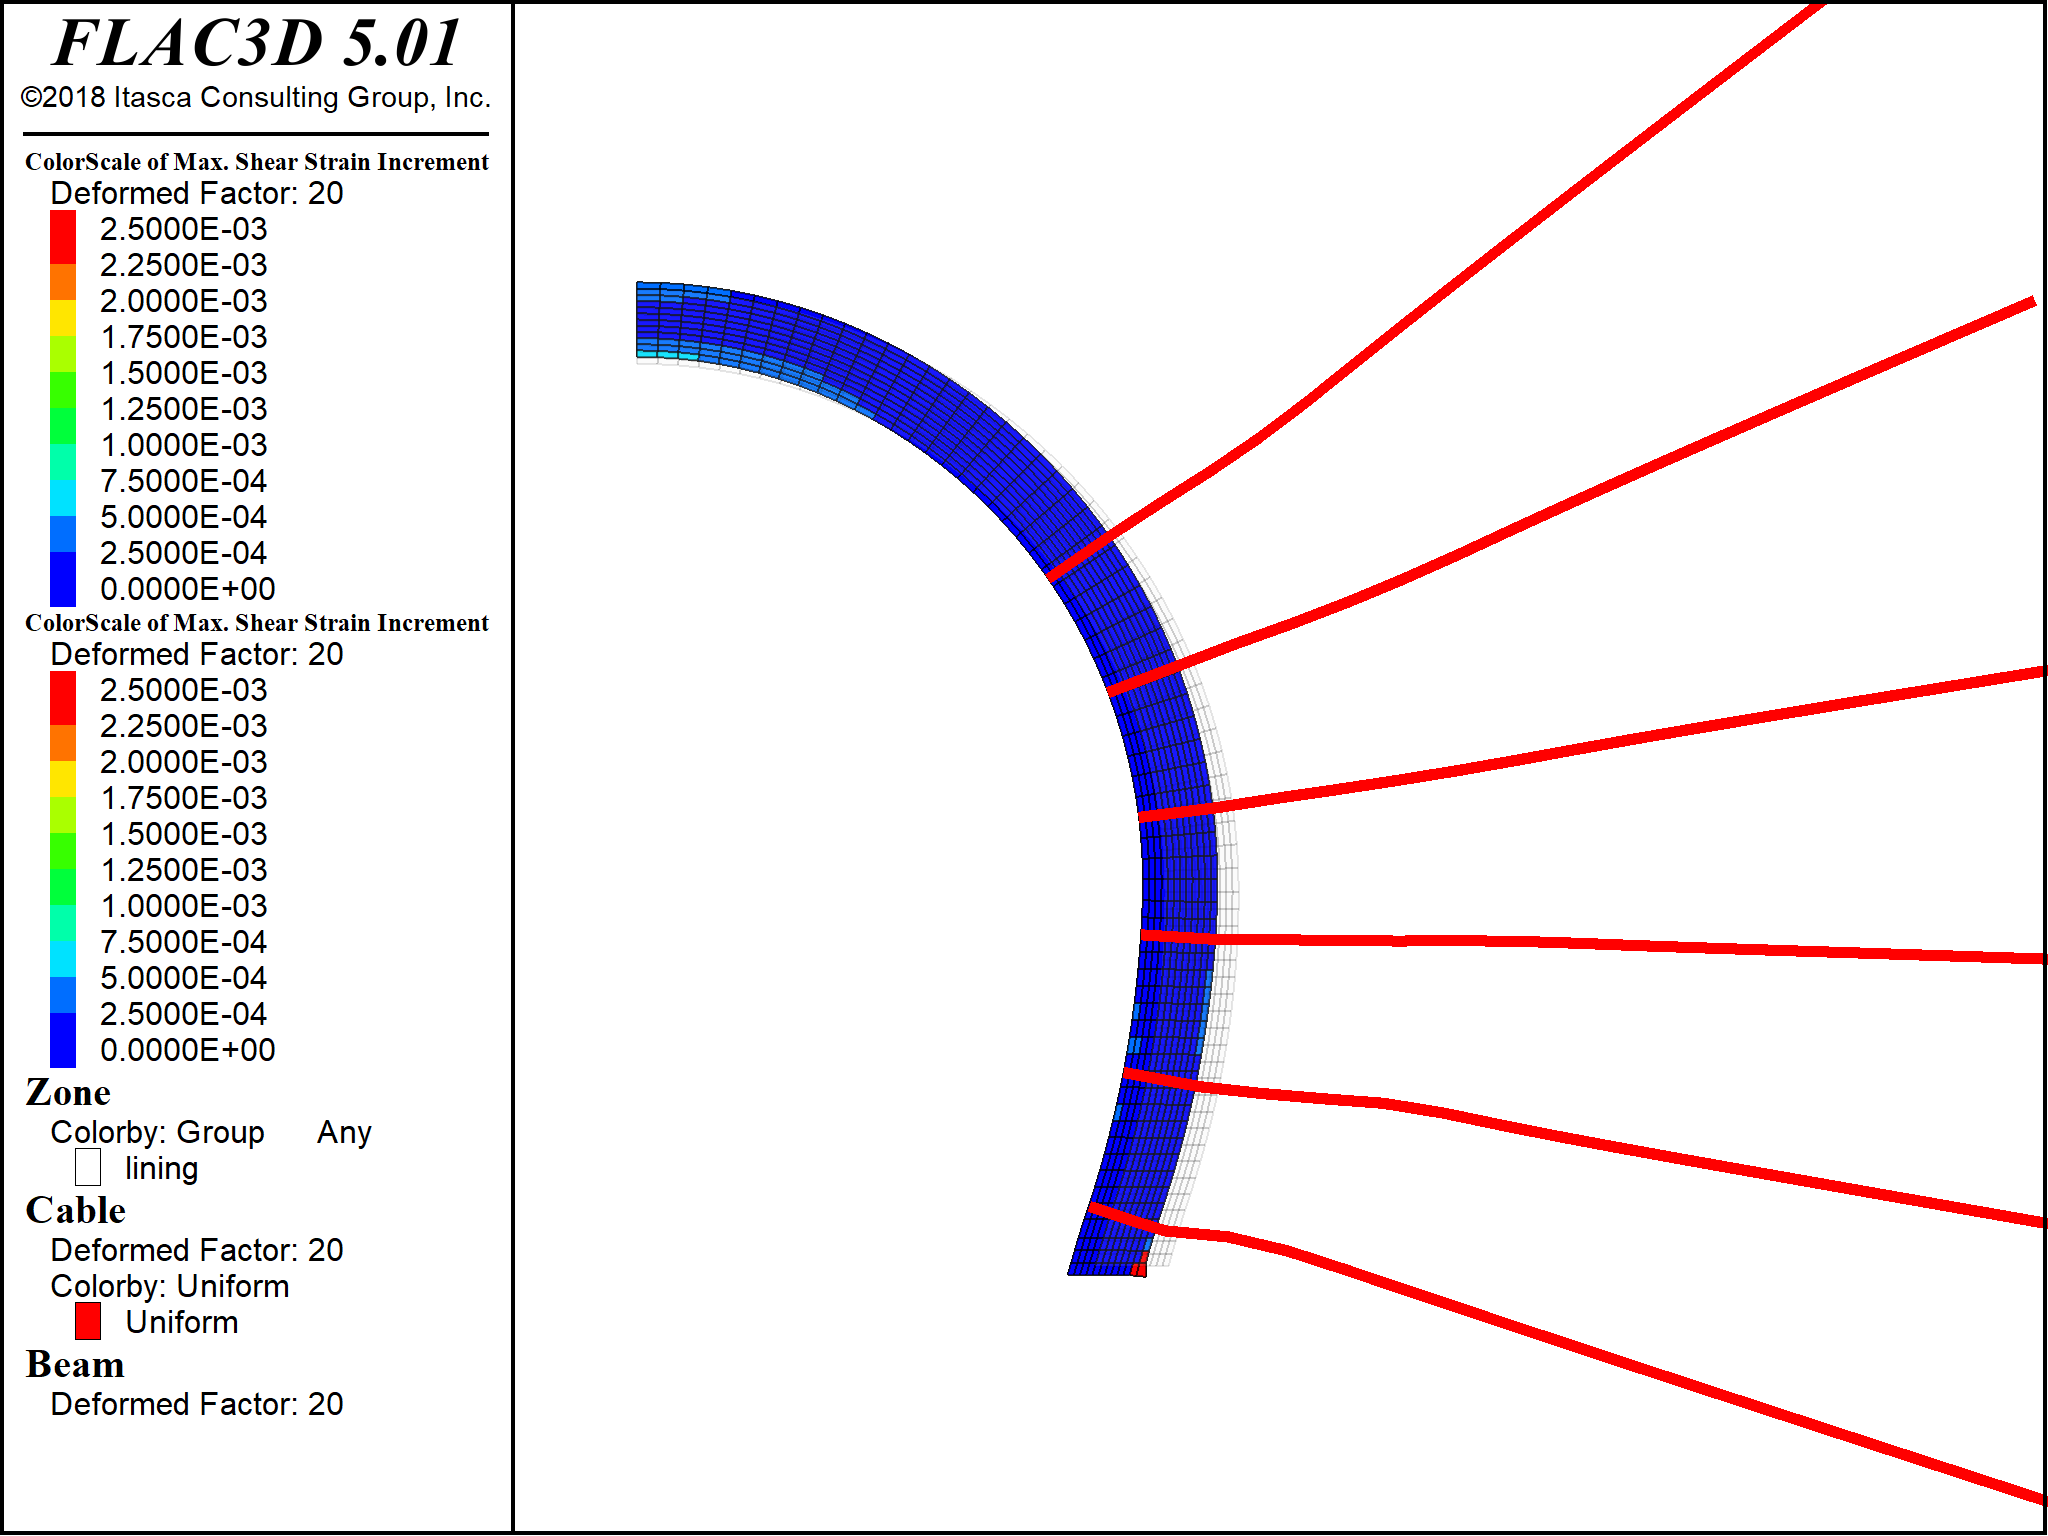 FLAC3D 5.01
©2018 Itasca Consulting Group, Inc.
ColorScale of Max. Shear Strain Increment
Deformed Factor: 20
2.5000E-03
2.2500E-03
2.0000E-03
1.7500E-03
1.5000E-03
1.2500E-03
1.0000E-03
7.5000E-04
5.0000E-04
2.5000E-04
0.0000E+00
ColorScale of Max. Shear Strain Increment
Deformed Factor: 20
2.5000E-03
2.2500E-03
2.0000E-03
1.7500E-03
1.5000E-03
1.2500E-03
1.0000E-03
7.5000E-04
5.0000E-04
2.5000E-04
0.0000E+00
Zone
Colorby: Group Any
lining
Cable
Deformed Factor: 20
Colorby: Uniform
Uniform
Beam
Deformed Factor: 20